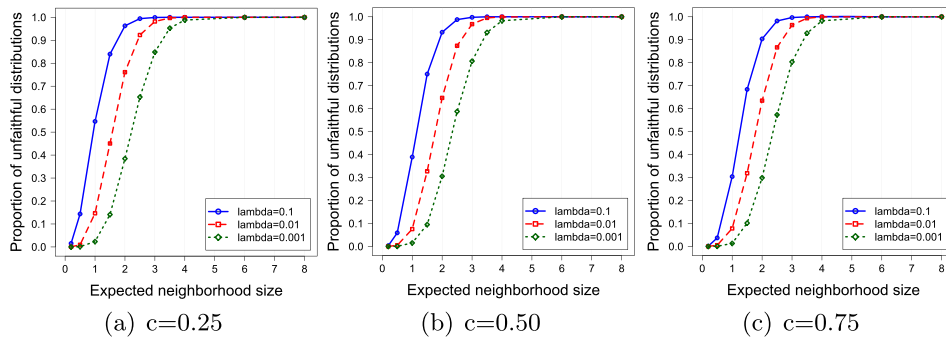 Proportion of unfaithful distributions
1.0
0.9
0.8
0.7
0.6
0.5
0.4
0.3
0.2
0.1
0.0
lambda=0.1
lambda=0.01
lambda=0.001
0 1 2 3 4 5 6 7 8
Expected neighborhood size
(a) c=0.25
Proportion of unfaithful distributions
1.0
0.9
0.8
0.7
0.6
0.5
0.4
0.3
0.2
0.1
0.0
lambda=0.1
lambda=0.01
lambda=0.001
0 1 2 3 4 5 6 7 8
Expected neighborhood size
(b) c=0.50
Proportion of unfaithful distributions
1.0
0.9
0.8
0.7
0.6
0.5
0.4
0.3
0.2
0.1
0.0
lambda=0.1
lambda=0.01
lambda=0.001
0 1 2 3 4 5 6 7 8
Expected neighborhood size
(c) c=0.75